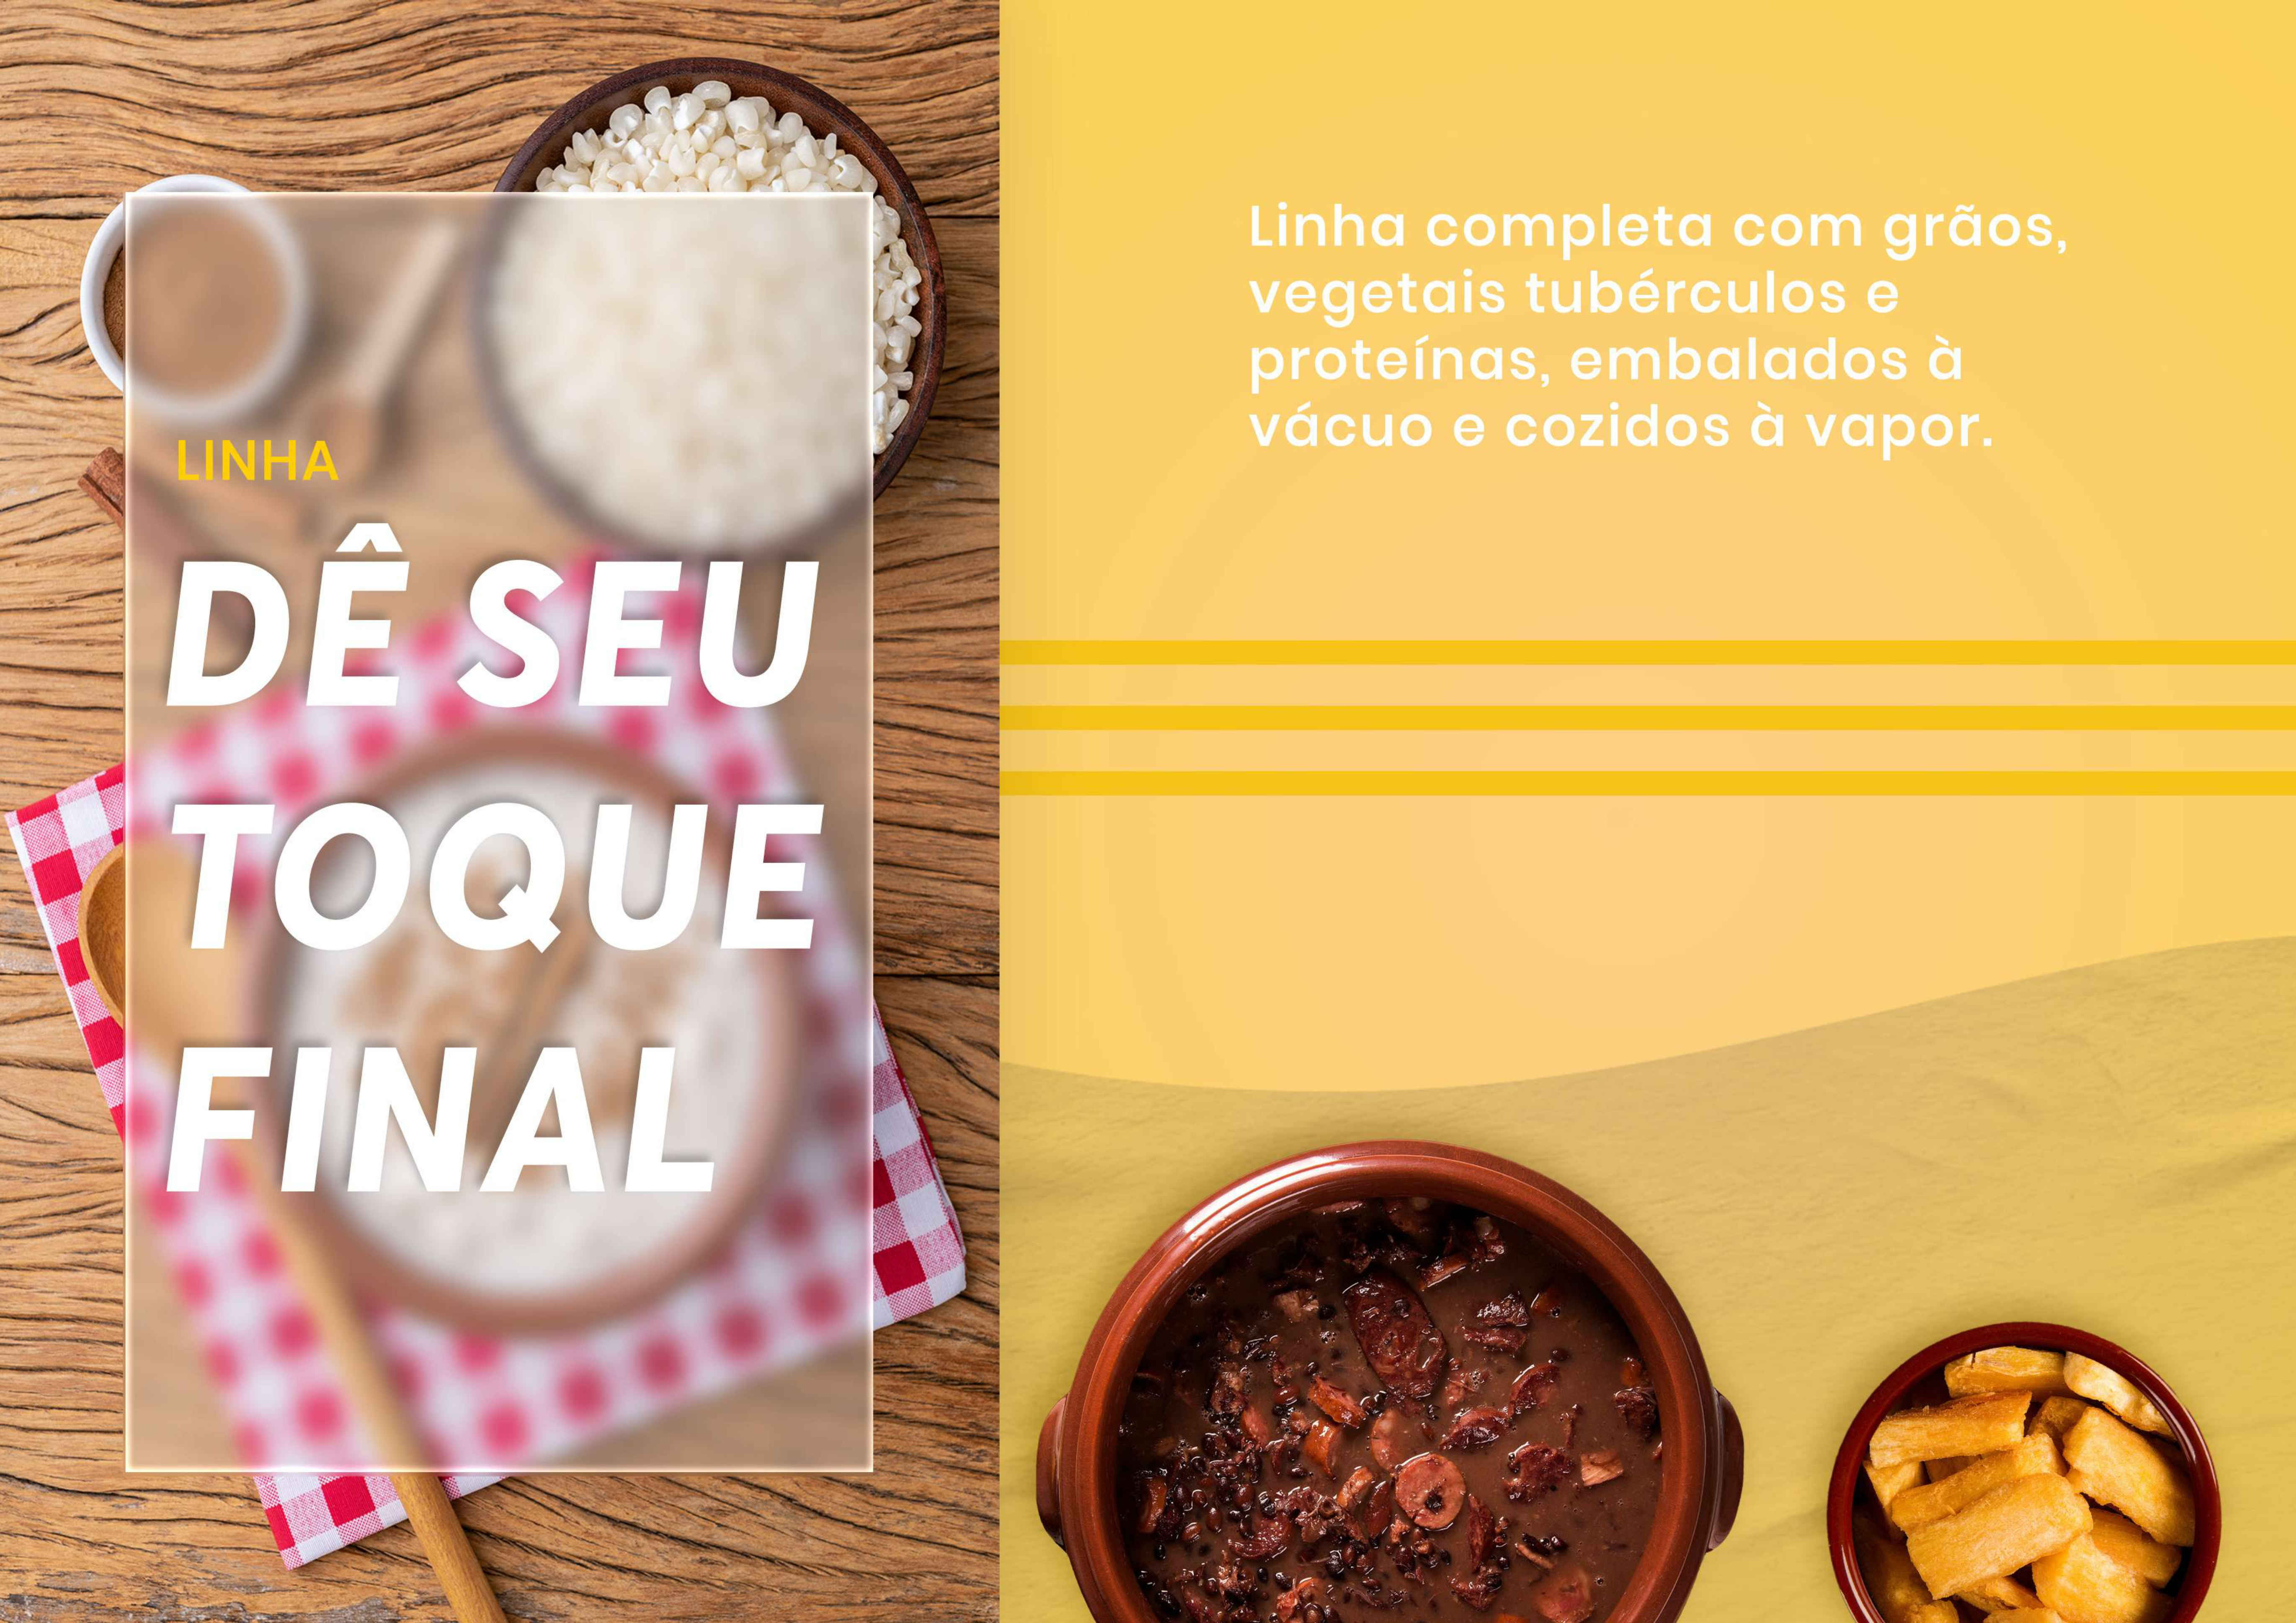 LINHA
DÊ SEU
TOQUE
FINAL
Linha completa com grãos,
vegetais tubérculos e
proteínas, embalados à
vácuo e cozidos à vapor.